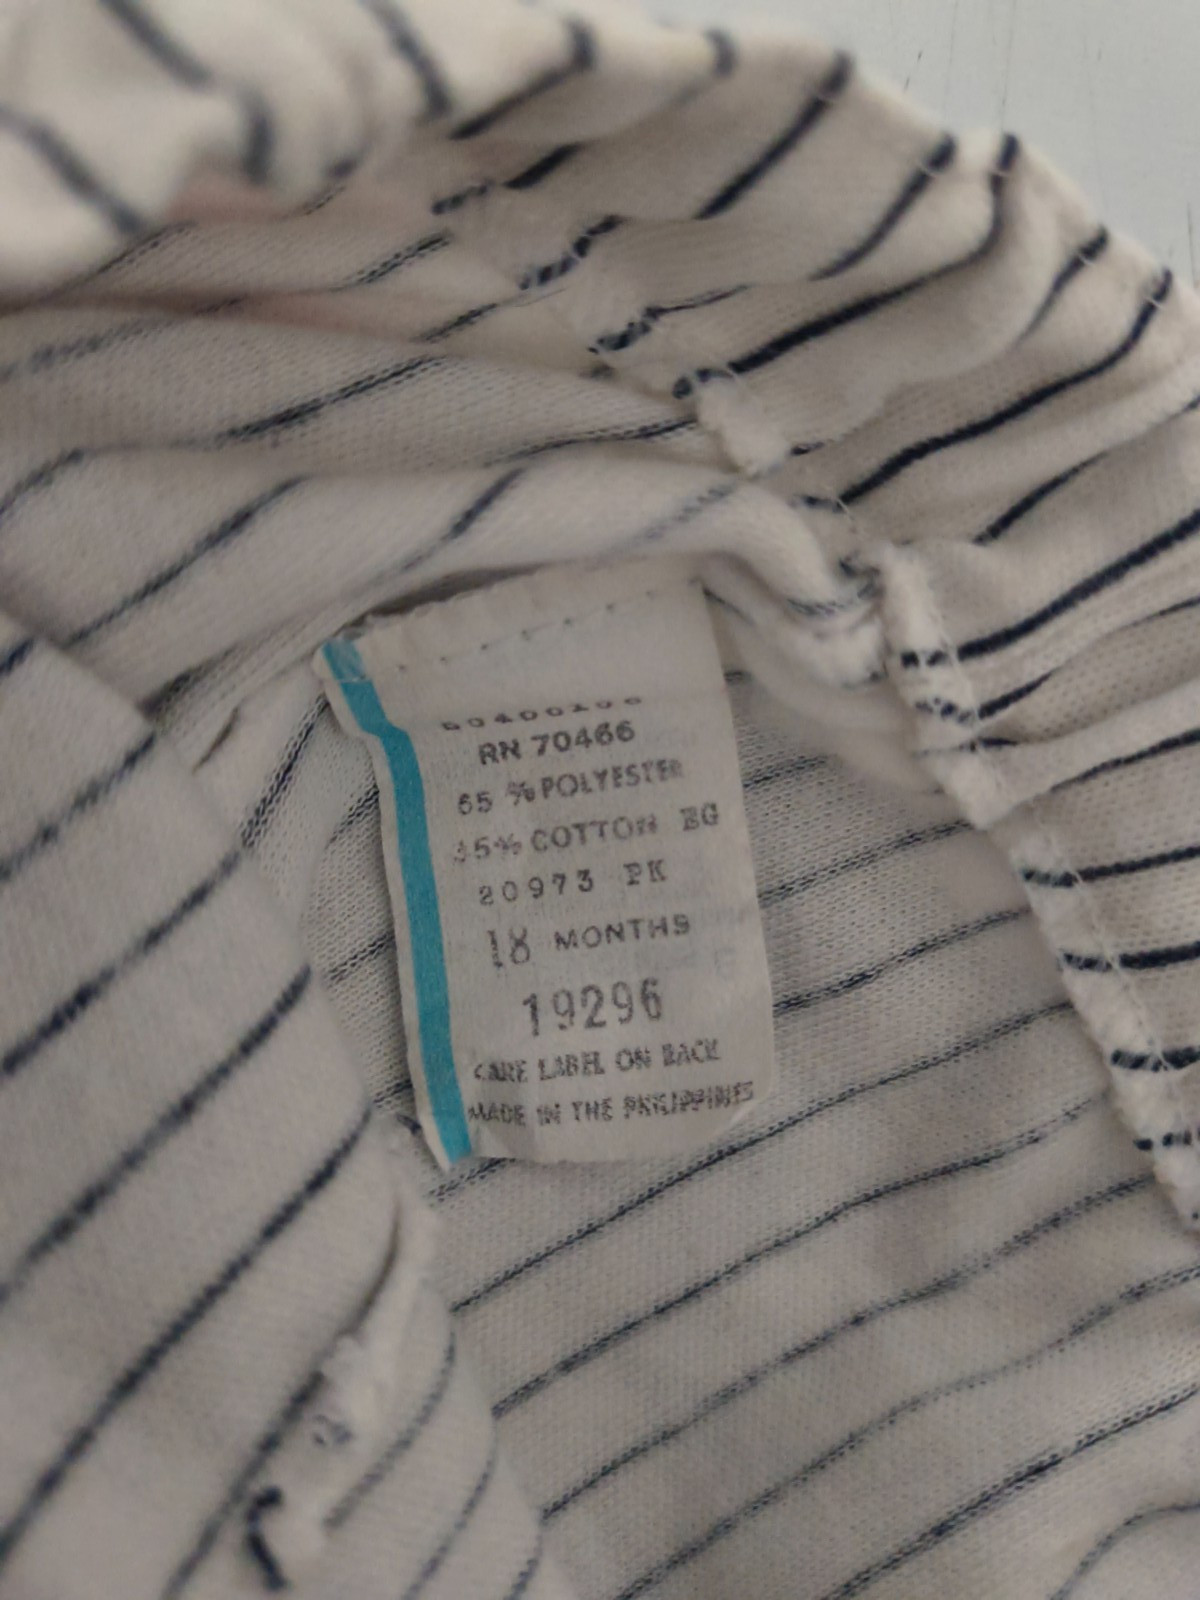 RN 70466
65 % POLYESTER
35% COTTON EG
20973 PK
18 MONTHS
19296
CARE LABEL ON BACK
MADE IN THE PHILIPPINES